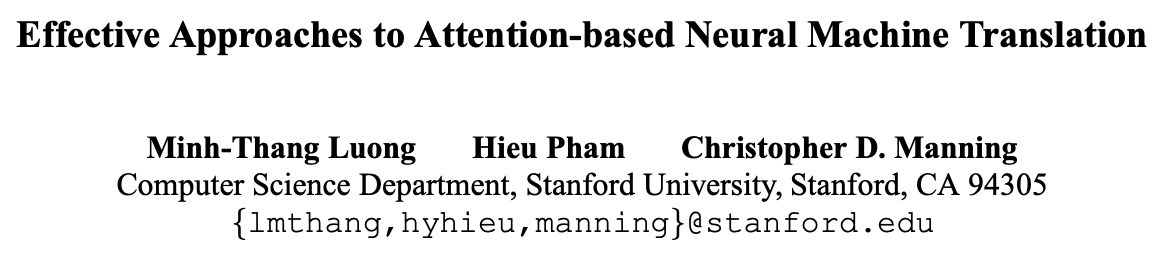 Effective Approaches to Attention-based Neural Machine Translation
Minh-Thang Luong Hieu Pham Christopher D. Manning
Computer Science Department, Stanford University, Stanford, CA 94305
{lmthang,hyhieu,manning}@stanford.edu